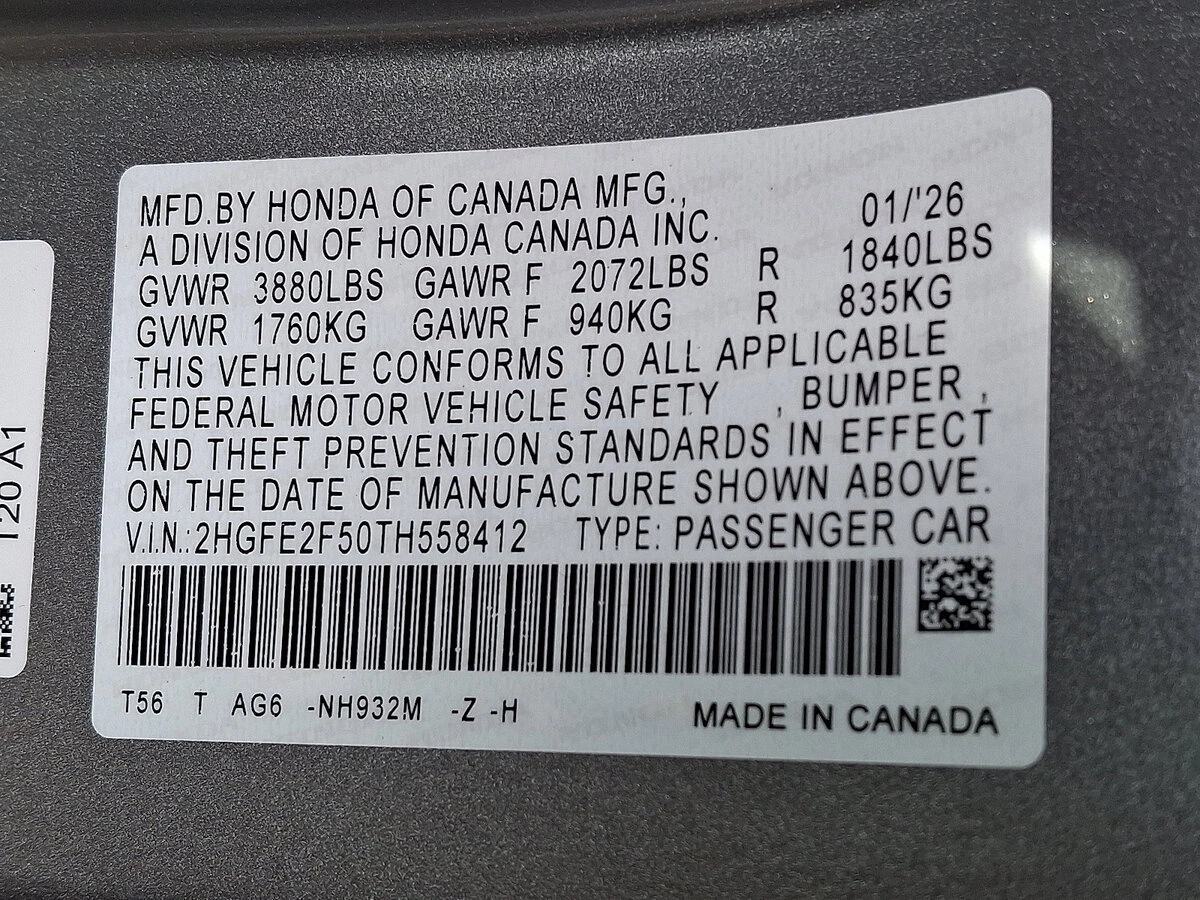 MFD.BY HONDA OF CANADA MFG.,
A DIVISION OF HONDA CANADA INC. 01/'26
GVWR 3880LBS GAWR F 2072LBS R 1840LBS
GVWR 1760KG GAWR F 940KG R 835KG
THIS VEHICLE CONFORMS TO ALL APPLICABLE
FEDERAL MOTOR VEHICLE SAFETY , BUMPER ,
AND THEFT PREVENTION STANDARDS IN EFFECT
ON THE DATE OF MANUFACTURE SHOWN ABOVE.
V.I.N.:2HGFE2F50TH558412 TYPE: PASSENGER CAR
T56 T AG6 -NH932M -Z -H MADE IN CANADA
A1